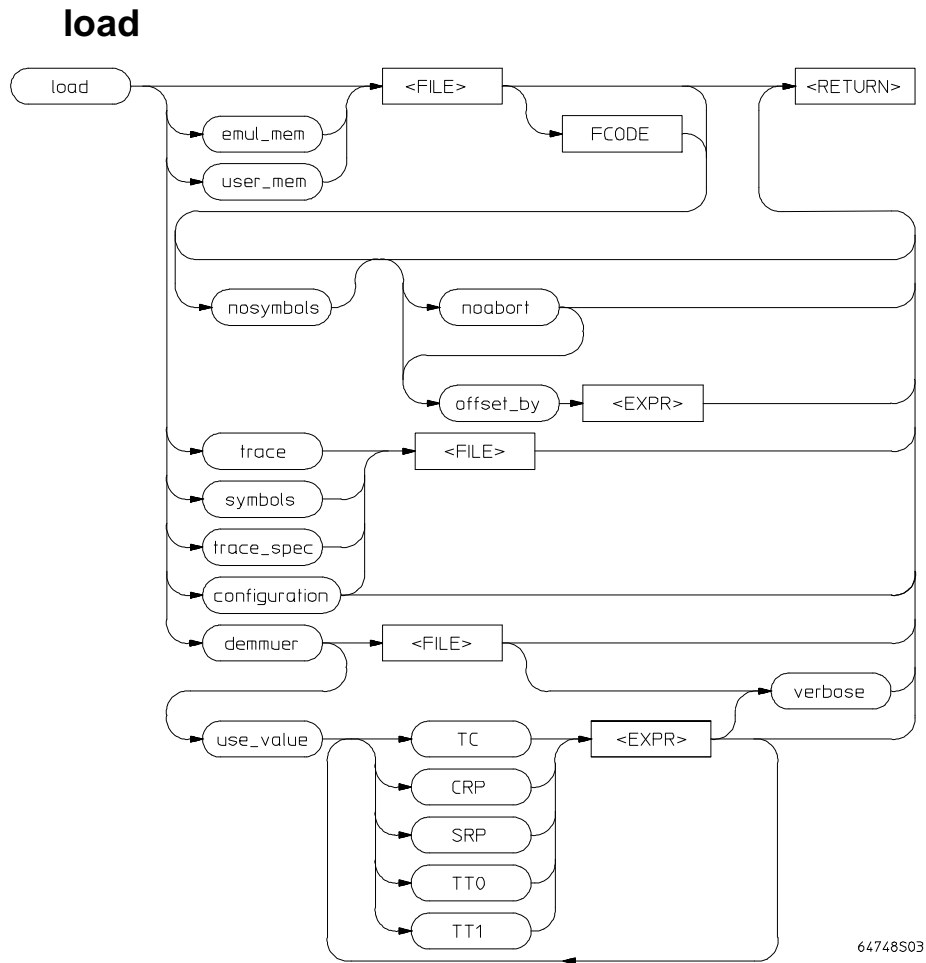 load
load
<FILE>
<RETURN>
emul_mem
FCODE
user_mem
nosymbols
noabort
offset_by
<EXPR>
trace
<FILE>
symbols
trace_spec
configuration
demmuer
<FILE>
verbose
use_value
TC
<EXPR>
CRP
SRP
TT0
TT1
64748S03